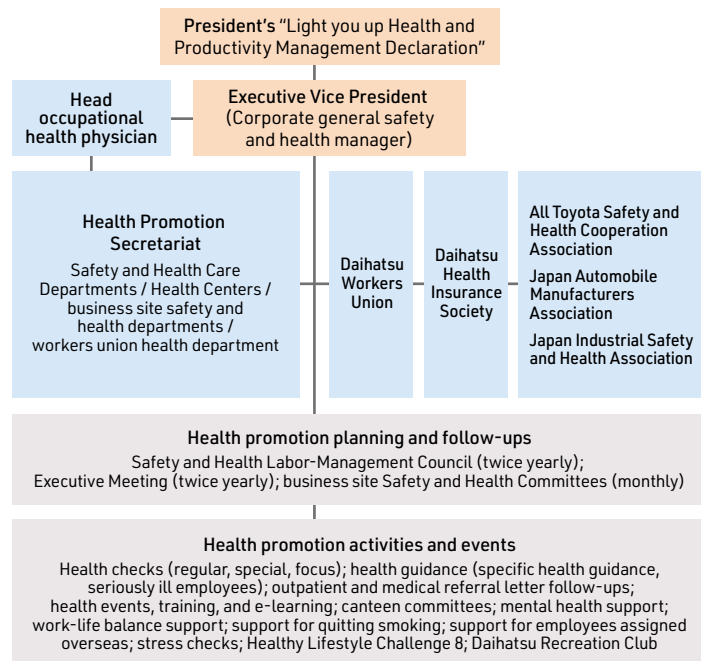 President's “Light you up Health and
Productivity Management Declaration”
Head
occupational
health physician
Executive Vice President
(Corporate general safety
and health manager)
Health Promotion
Secretariat
Safety and Health Care
Departments / Health Centers /
business site safety and
health departments /
workers union health department
Daihatsu
Workers
Union
Daihatsu
Health
Insurance
Society
All Toyota Safety and
Health Cooperation
Association
Japan Automobile
Manufacturers
Association
Japan Industrial Safety
and Health Association
Health promotion planning and follow-ups
Safety and Health Labor-Management Council (twice yearly);
Executive Meeting (twice yearly); business site Safety and Health Committees (monthly)
Health promotion activities and events
Health checks (regular, special, focus); health guidance (specific health guidance,
seriously ill employees); outpatient and medical referral letter follow-ups;
health events, training, and e-learning; canteen committees; mental health support;
work-life balance support; support for quitting smoking; support for employees assigned
overseas; stress checks; Healthy Lifestyle Challenge 8; Daihatsu Recreation Club